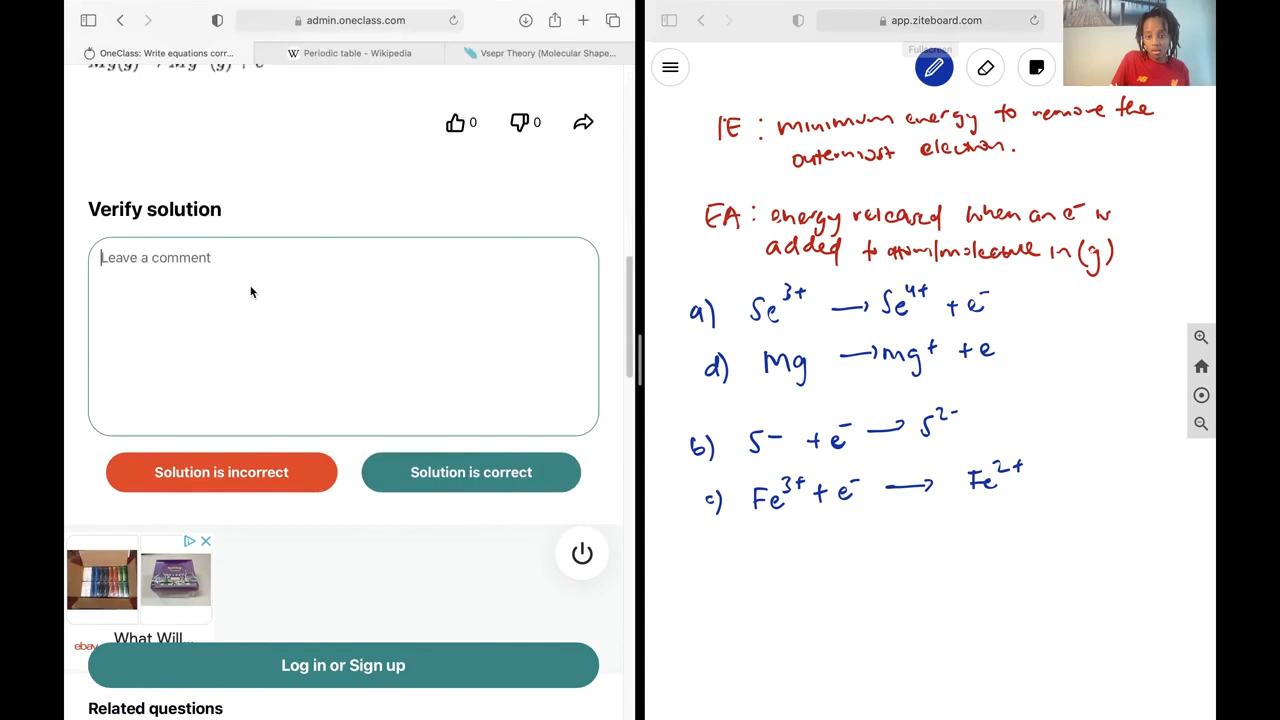 admin.oneclass.com
OneClass: Write equations corr...
Periodic table - Wikipedia
Vsepr Theory (Molecular Shape...
0
0
Verify solution
Leave a comment
Solution is incorrect
Solution is correct
What Will...
ebay
Log in or Sign up
Related questions
app.ziteboard.com
Fullscreen
IE : minimum energy to remove the
outermost electron.
EA : energy released when an e⁻ is
added to atom/molecule in (g)
a) Se³⁺ → Se⁴⁺ + e⁻
d) Mg → mg⁺ + e
b) S⁻ + e⁻ → S²⁻
c) Fe³⁺ + e⁻ → Fe²⁺